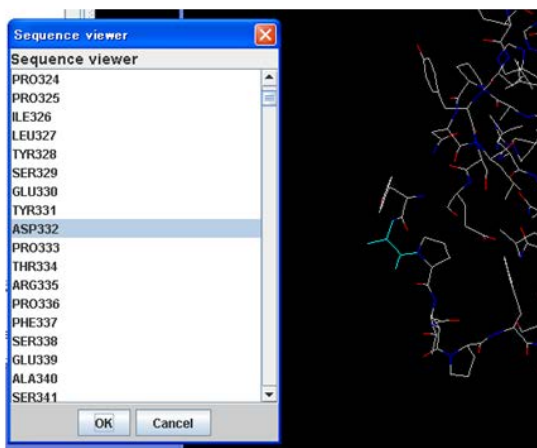 Sequence viewer
Sequence viewer
PRO324
PRO325
ILE326
LEU327
TYR328
SER329
GLU330
TYR331
ASP332
PRO333
THR334
ARG335
PRO336
PHE337
SER338
GLU339
ALA340
SER341
OK Cancel